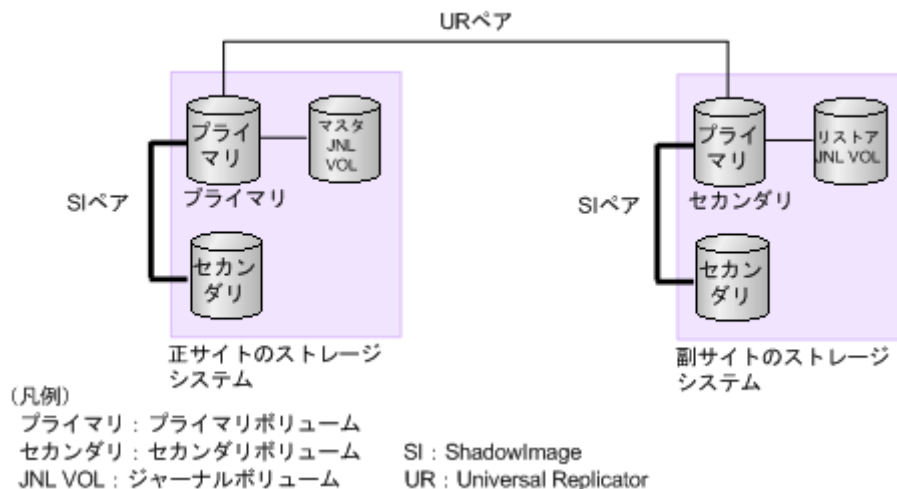 URペア
プライ
マリ
マスタ
JNL
VOL
プライマリ
SIペア
セカン
ダリ
正サイトのストレージ
システム
プライ
マリ
リストア
JNL VOL
セカンダリ
SIペア
セカン
ダリ
副サイトのストレージ
システム
(凡例)
プライマリ：プライマリボリューム
セカンダリ：セカンダリボリューム SI：ShadowImage
JNL VOL：ジャーナルボリューム UR：Universal Replicator